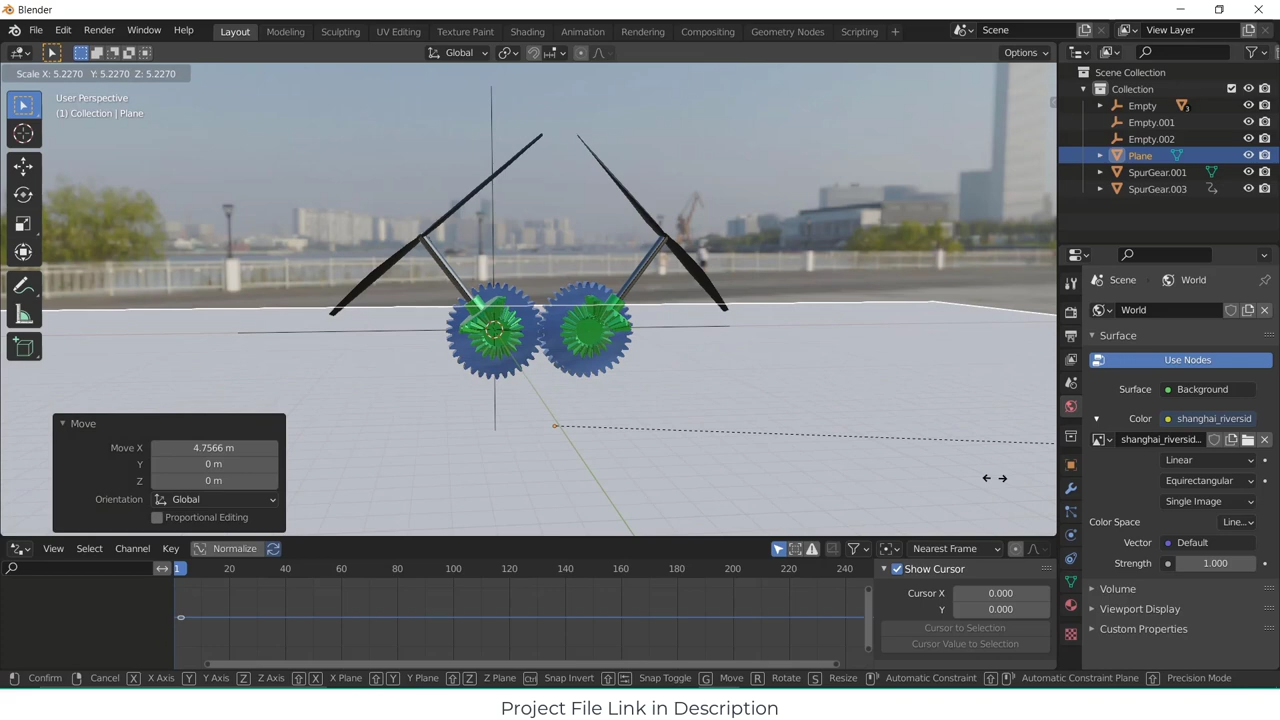 Blender
File Edit Render Window Help
Layout Modeling Sculpting UV Editing Texture Paint Shading Animation Rendering Compositing Geometry Nodes Scripting
Scene View Layer
Global Options
Scale X: 5.2270 Y: 5.2270 Z: 5.2270
User Perspective
(1) Collection | Plane
Scene Collection
Collection
Empty 3
Empty.001
Empty.002
Plane
SpurGear.001
SpurGear.003
Scene World
World
Surface
Use Nodes
Surface Background
Color shanghai_riversid
shanghai_riversid...
Linear
Equirectangular
Single Image
Color Space Line...
Vector Default
Strength 1.000
Volume
Viewport Display
Custom Properties
Move
Move X 4.7566 m
Y 0 m
Z 0 m
Orientation Global
Proportional Editing
View Select Channel Key Normalize Nearest Frame
1 20 40 60 80 100 120 140 160 180 200 220 240
Show Cursor
Cursor X 0.000
Y 0.000
Cursor to Selection
Cursor Value to Selection
Confirm Cancel X X Axis Y Y Axis Z Z Axis X X Plane Y Y Plane Z Z Plane Ctrl Snap Invert Snap Toggle G Move R Rotate S Resize Automatic Constraint Automatic Constraint Plane Precision Mode
Project File Link in Description